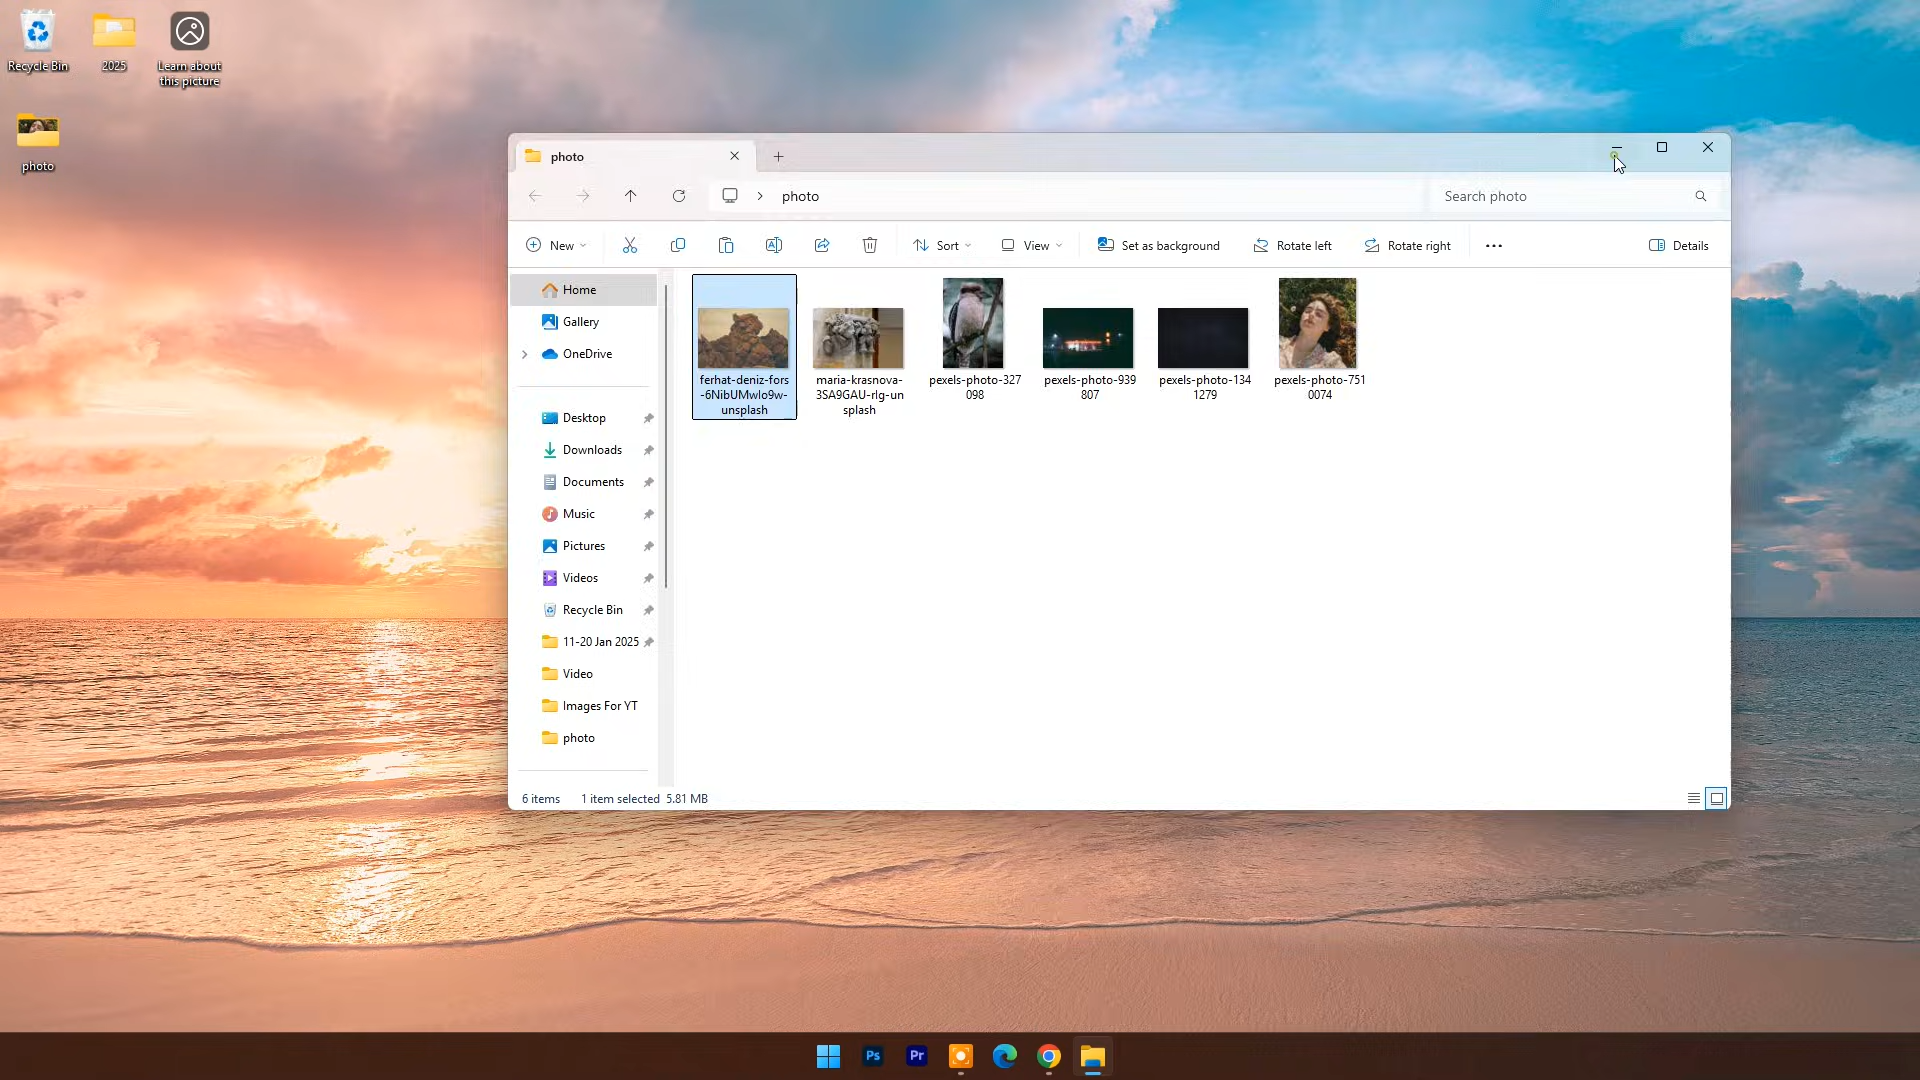 Recycle Bin
2025
Learn about
this picture
photo
photo
photo
Search photo
New
Sort
View
Set as background
Rotate left
Rotate right
Details
Home
Gallery
OneDrive
Desktop
Downloads
Documents
Music
Pictures
Videos
Recycle Bin
11-20 Jan 2025
Video
Images For YT
photo
ferhat-deniz-fors
-6NibUMwIo9w-
unsplash
maria-krasnova-
3SA9GAU-rlg-un
splash
pexels-photo-327
098
pexels-photo-939
807
pexels-photo-134
1279
pexels-photo-751
0074
6 items
1 item selected 5.81 MB
Ps
Pr